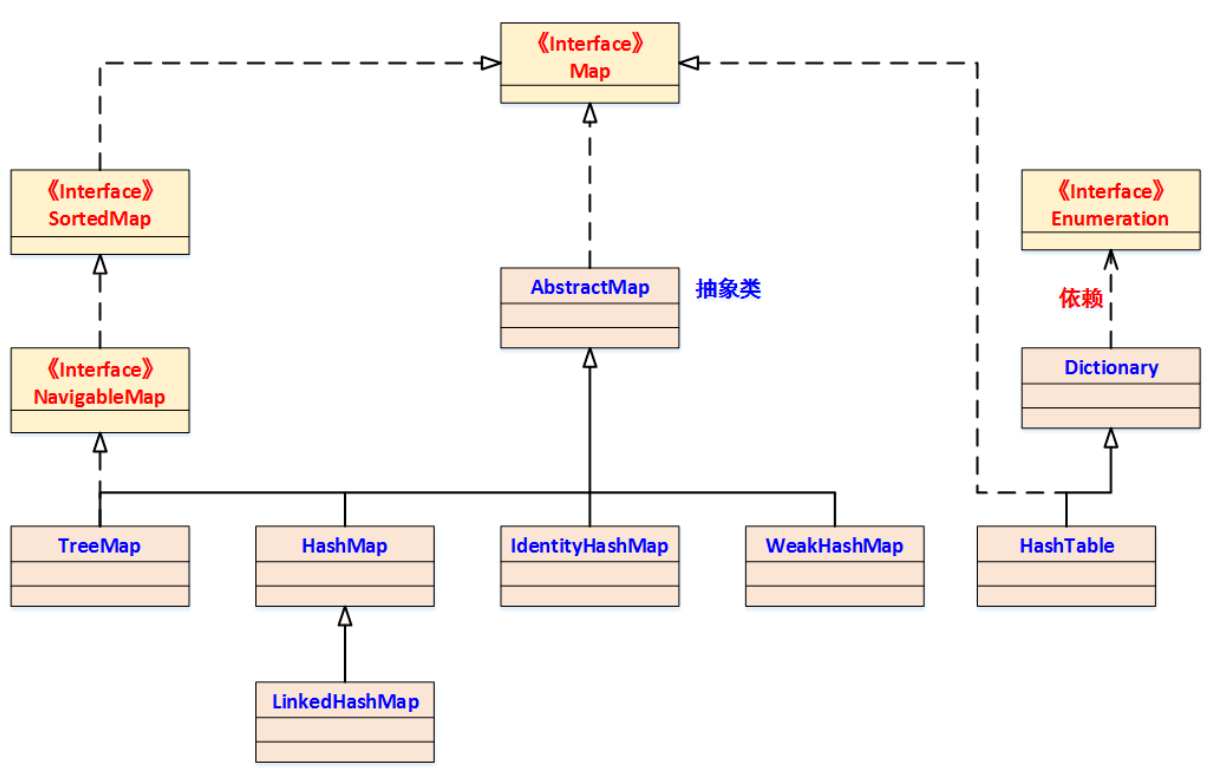 《Interface》
Map
《Interface》
SortedMap
《Interface》
Enumeration
AbstractMap
抽象类
依赖
《Interface》
NavigableMap
Dictionary
TreeMap
HashMap
IdentityHashMap
WeakHashMap
HashTable
LinkedHashMap